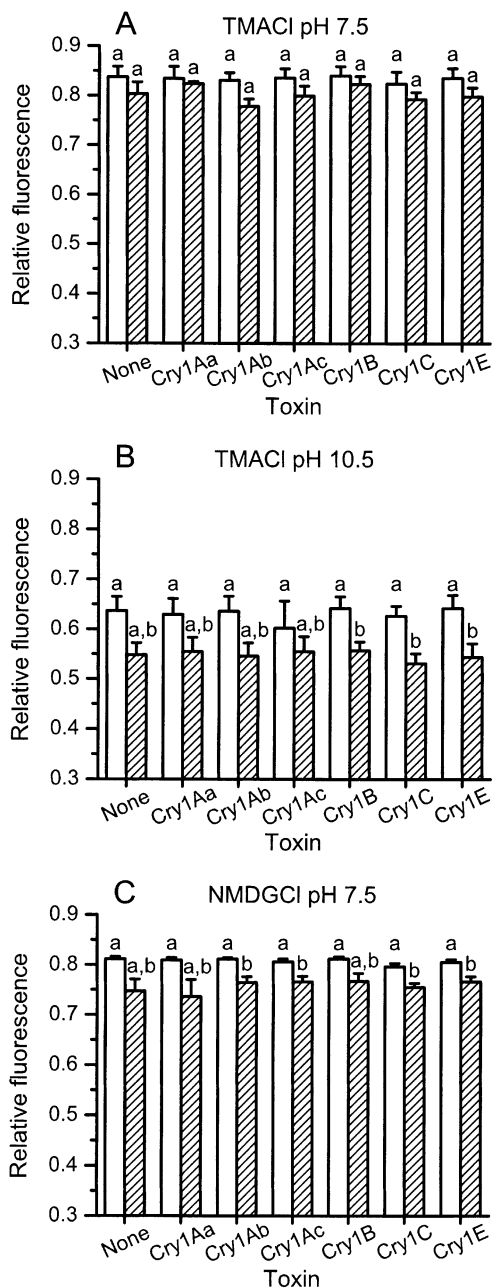 A TMACl pH 7.5
Relative fluorescence
0.9
0.8
0.7
0.6
0.5
0.4
0.3
a a a a a a a a a a a a a a
None Cry1Aa Cry1Ab Cry1Ac Cry1B Cry1C Cry1E
Toxin
B TMACl pH 10.5
Relative fluorescence
0.9
0.8
0.7
0.6
0.5
0.4
0.3
a a,b a a,b a a,b a a,b a b a b a b
None Cry1Aa Cry1Ab Cry1Ac Cry1B Cry1C Cry1E
Toxin
C NMDGCl pH 7.5
Relative fluorescence
0.9
0.8
0.7
0.6
0.5
0.4
0.3
a a,b a a,b a b a b a a,b a b a b
None Cry1Aa Cry1Ab Cry1Ac Cry1B Cry1C Cry1E
Toxin